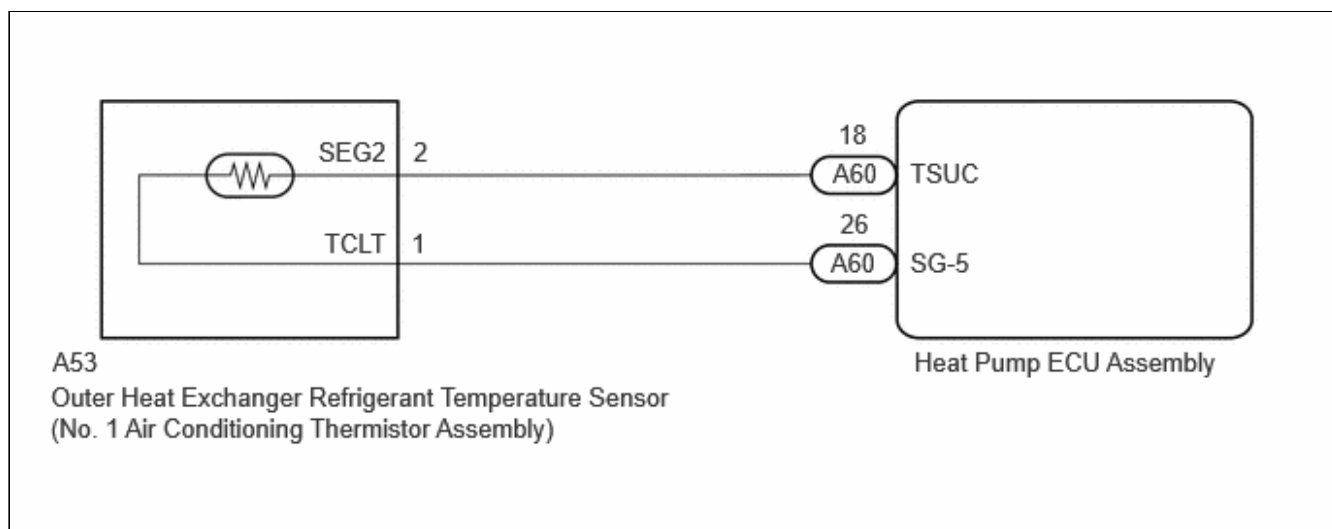 18
SEG2 2
A60 TSUC
26
TCLT 1
A60 SG-5
A53
Outer Heat Exchanger Refrigerant Temperature Sensor
(No. 1 Air Conditioning Thermistor Assembly)
Heat Pump ECU Assembly